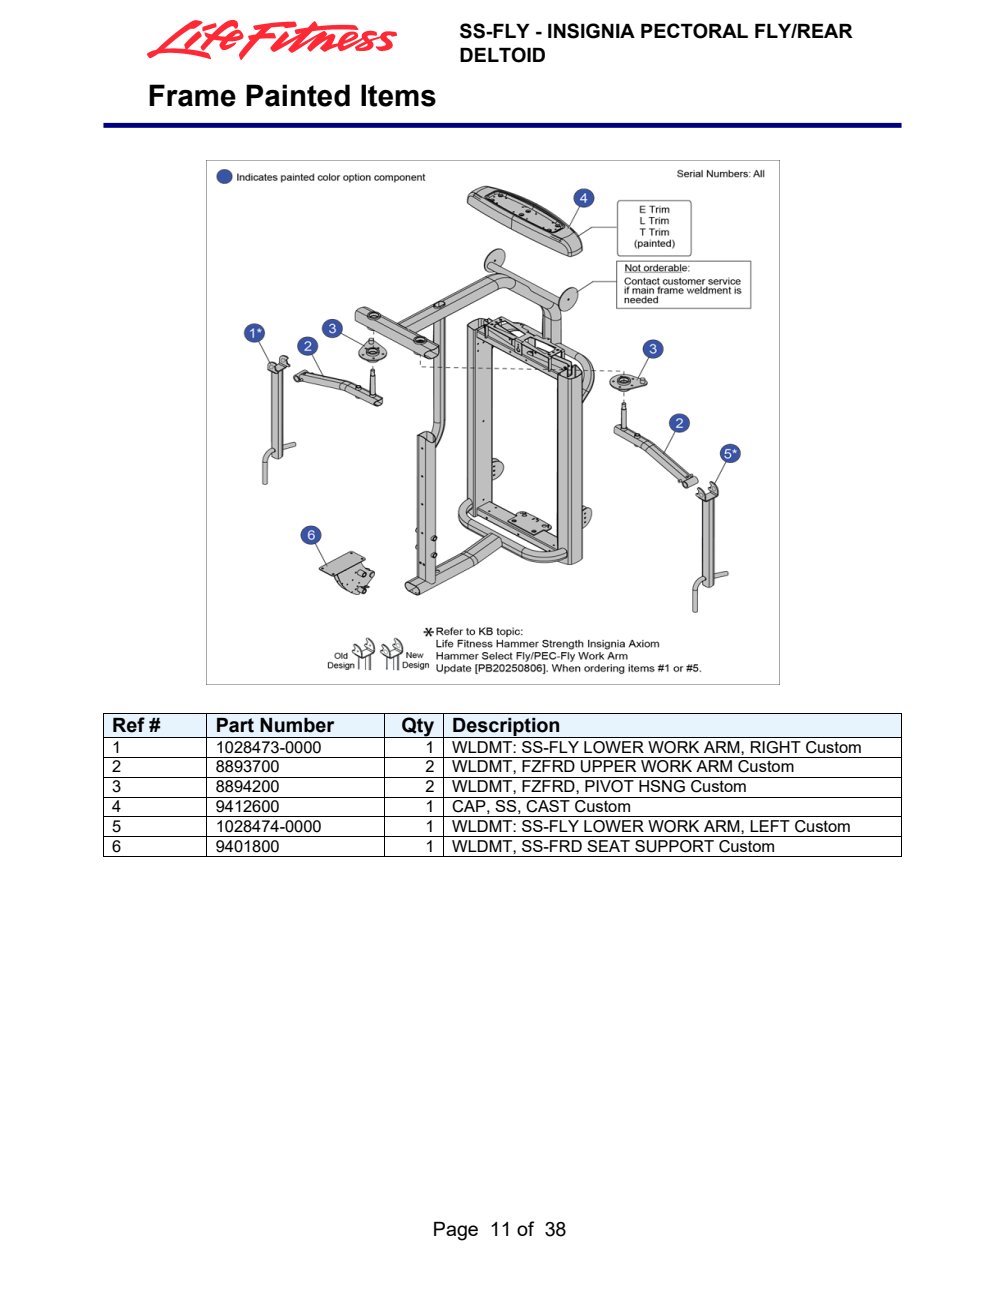 Life Fitness
SS-FLY - INSIGNIA PECTORAL FLY/REAR
DELTOID
Frame Painted Items
Indicates painted color option component
Serial Numbers: All
4
E Trim
L Trim
T Trim
(painted)
Not orderable:
Contact customer service
if main frame weldment is
needed
1*
2
3
3
2
5*
6
* Refer to KB topic:
Life Fitness Hammer Strength Insignia Axiom
Hammer Select Fly/PEC-Fly Work Arm
Update [PB20250806]. When ordering items #1 or #5.
Old
Design
New
Design
Ref # Part Number Qty Description
1 1028473-0000 1 WLDMT: SS-FLY LOWER WORK ARM, RIGHT Custom
2 8893700 2 WLDMT, FZFRD UPPER WORK ARM Custom
3 8894200 2 WLDMT, FZFRD, PIVOT HSNG Custom
4 9412600 1 CAP, SS, CAST Custom
5 1028474-0000 1 WLDMT: SS-FLY LOWER WORK ARM, LEFT Custom
6 9401800 1 WLDMT, SS-FRD SEAT SUPPORT Custom
Page 11 of 38